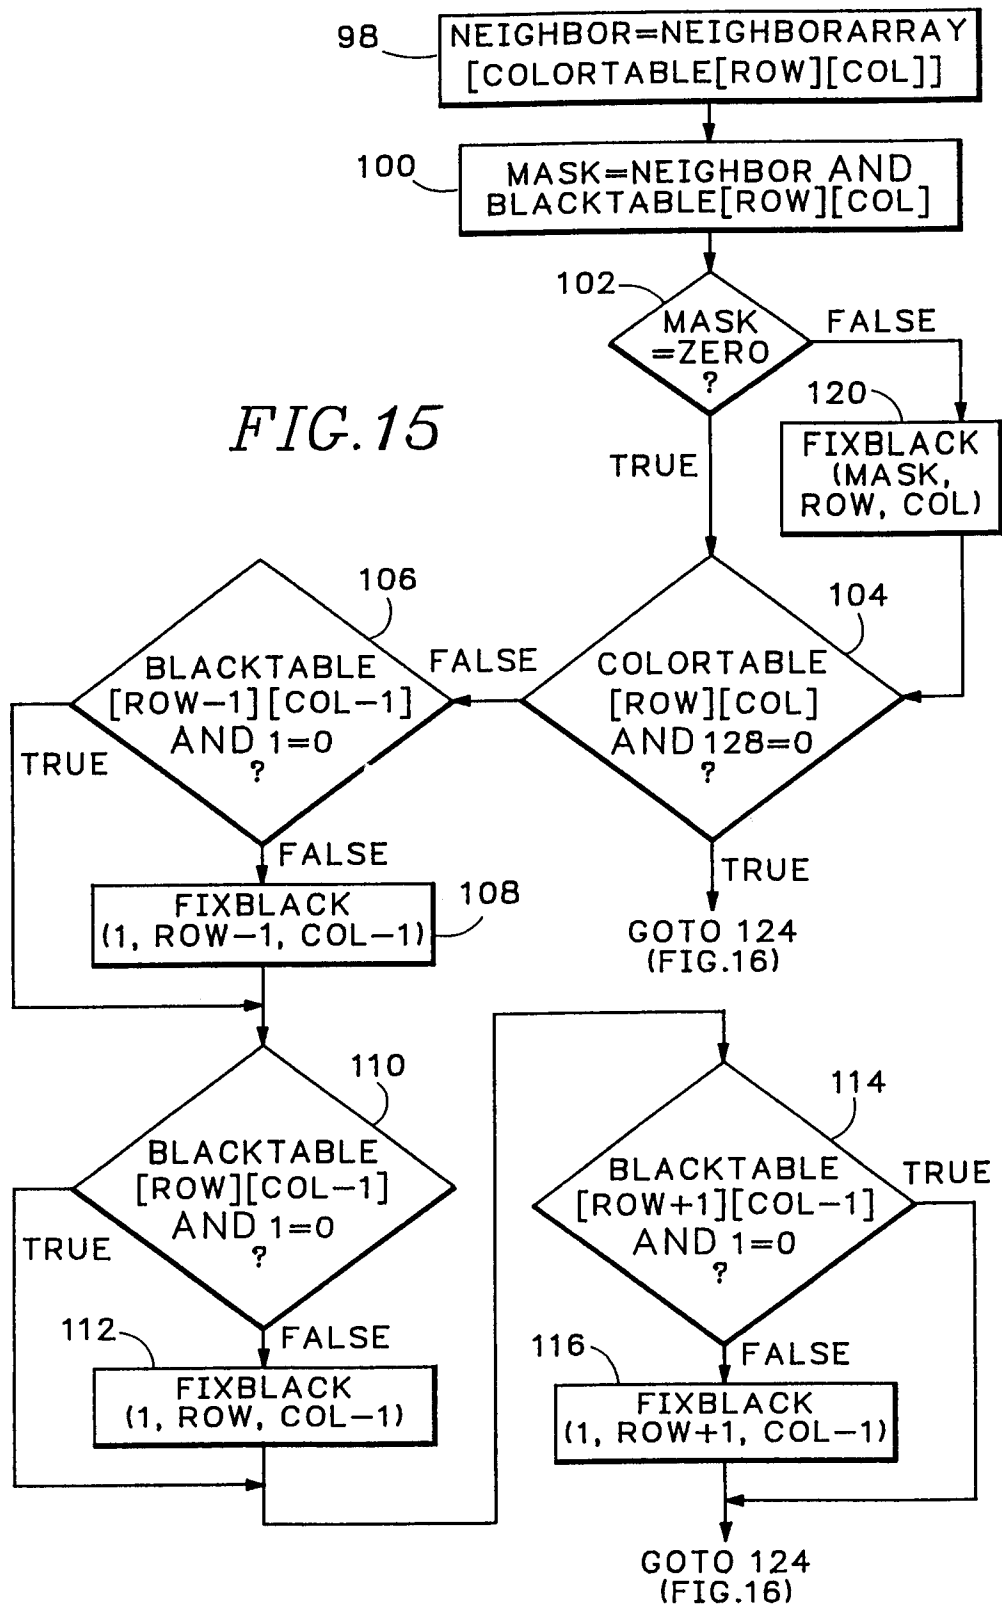 98
NEIGHBOR=NEIGHBORARRAY
[COLORTABLE[ROW][COL]]
100
MASK=NEIGHBOR AND
BLACKTABLE[ROW][COL]
102
MASK
=ZERO
?
FALSE
120
FIXBLACK
(MASK,
ROW, COL)
FIG.15
TRUE
106
BLACKTABLE
[ROW−1][COL−1]
AND 1=0
?
TRUE
FALSE
104
COLORTABLE
[ROW][COL]
AND 128=0
?
FALSE
TRUE
GOTO 124
(FIG.16)
108
FIXBLACK
(1, ROW−1, COL−1)
110
BLACKTABLE
[ROW][COL−1]
AND 1=0
?
TRUE
FALSE
112
FIXBLACK
(1, ROW, COL−1)
114
BLACKTABLE
[ROW+1][COL−1]
AND 1=0
?
TRUE
FALSE
116
FIXBLACK
(1, ROW+1, COL−1)
GOTO 124
(FIG.16)